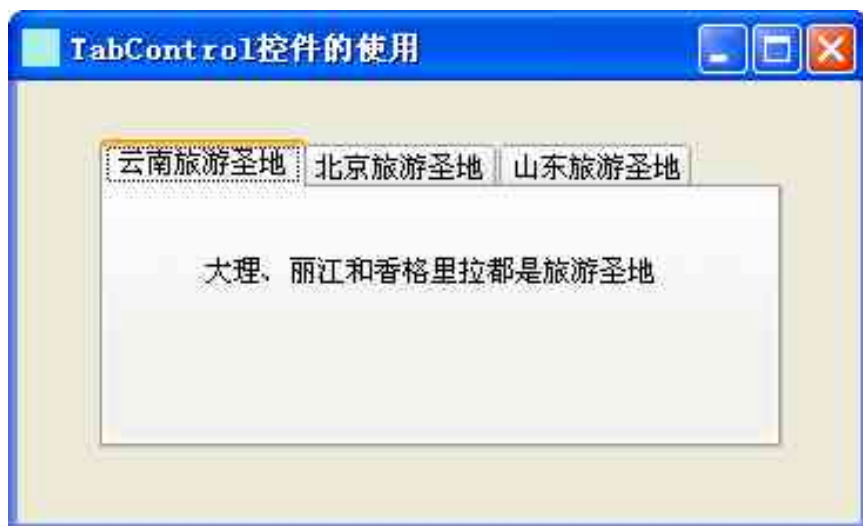 TabControl控件的使用
云南旅游圣地 北京旅游圣地 山东旅游圣地
大理、丽江和香格里拉都是旅游圣地